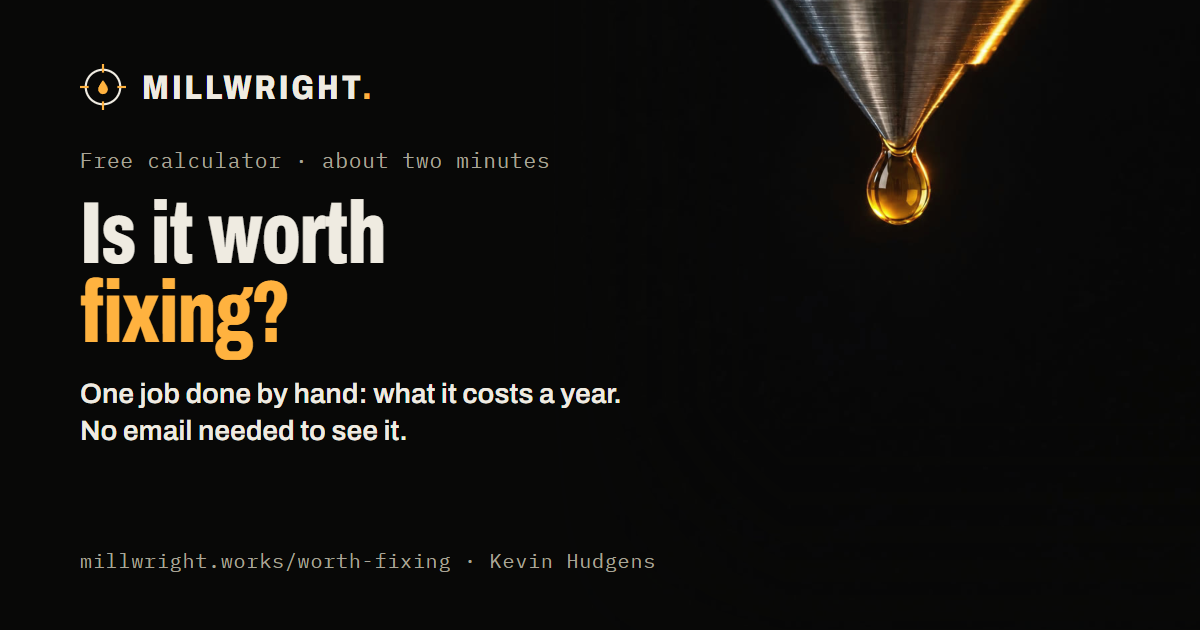 MILLWRIGHT.
Free calculator · about two minutes
Is it worth
fixing?
One job done by hand: what it costs a year.
No email needed to see it.
millwright.works/worth-fixing · Kevin Hudgens